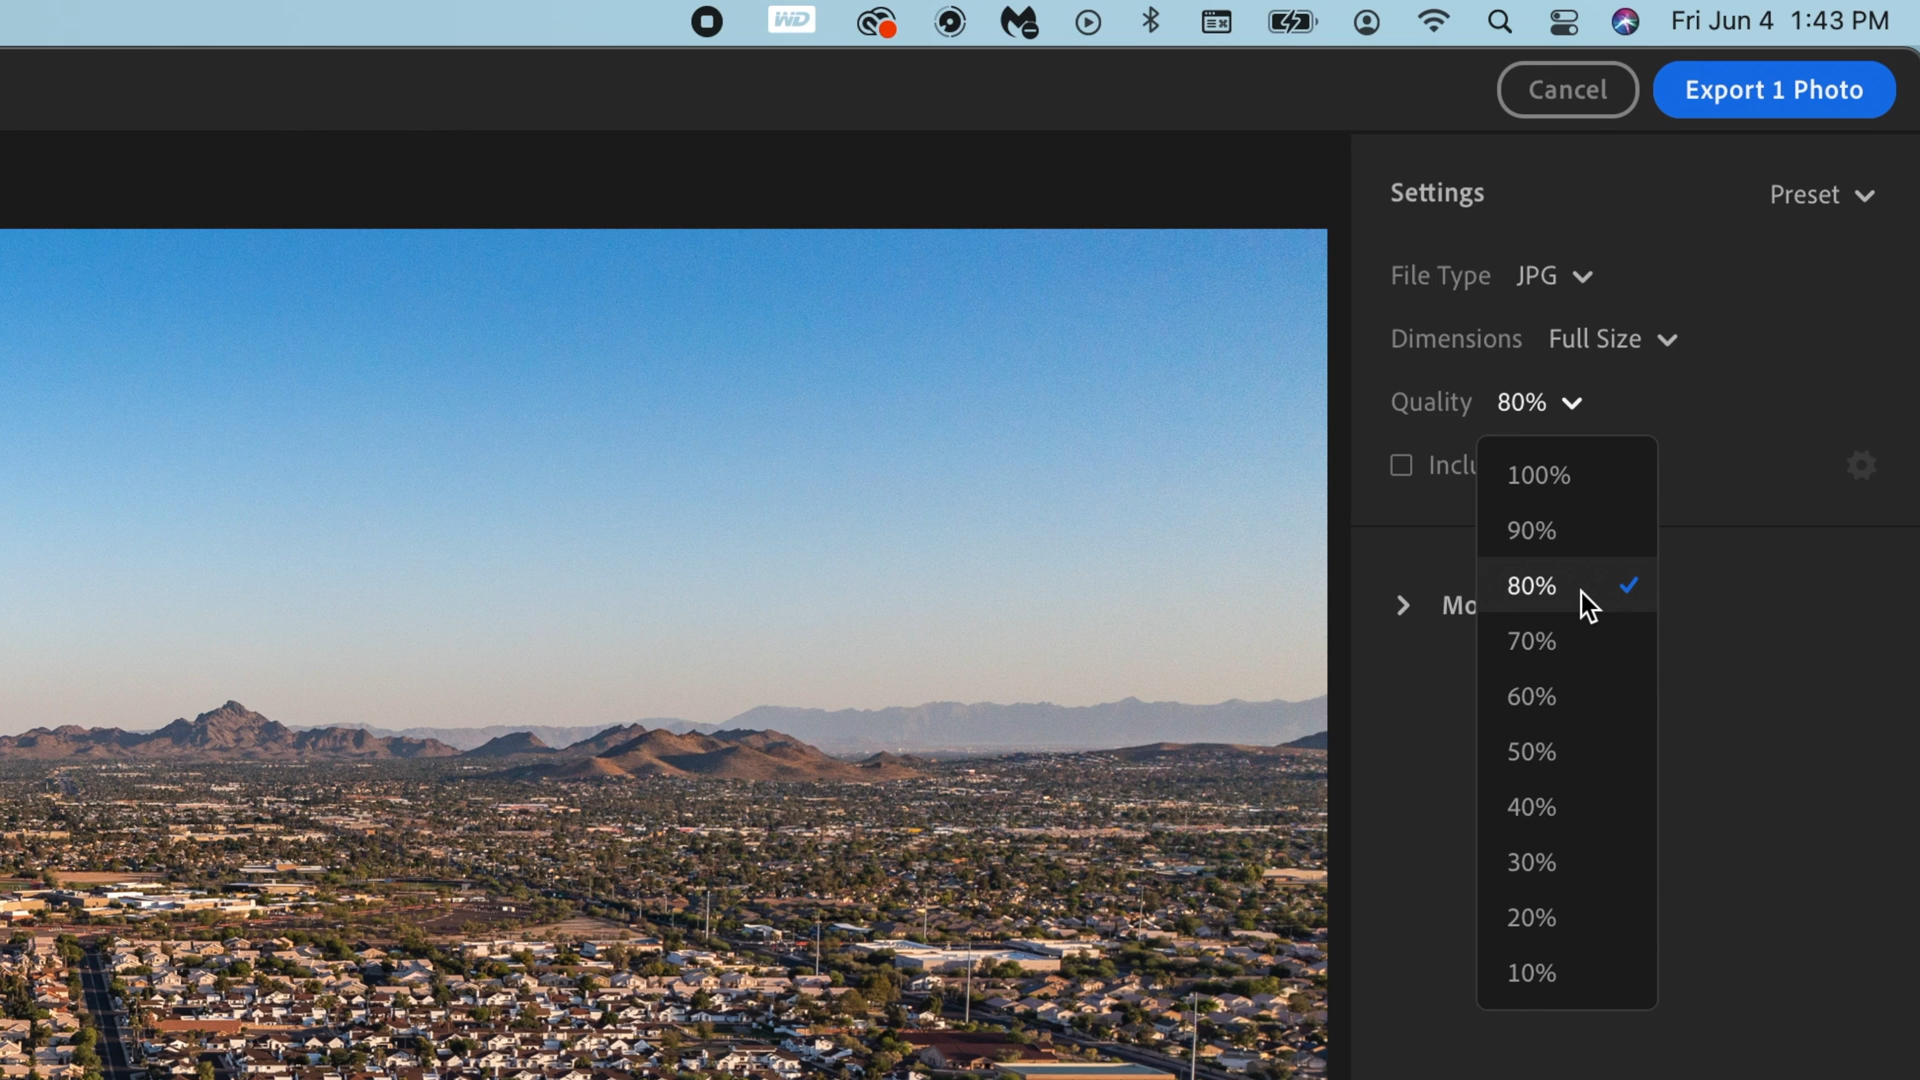 WD
Fri Jun 4 1:43 PM
Cancel
Export 1 Photo
Settings
Preset
File Type JPG
Dimensions Full Size
Quality 80%
Inclu
100%
90%
80%
Mo
70%
60%
50%
40%
30%
20%
10%